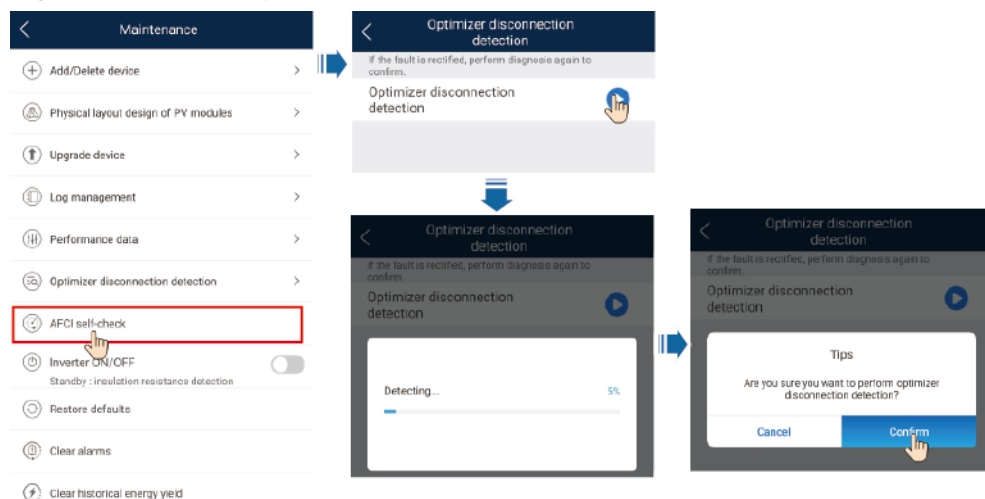 Maintenance
Add/Delete device
Physical layout design of PV modules
Upgrade device
Log management
Performance data
Optimizer disconnection detection
AFCI self-check
Inverter ON/OFF
Standby : insulation resistance detection
Restore defaults
Clear alarms
Clear historical energy yield
Optimizer disconnection
detection
If the fault is rectified, perform diagnosis again to
confirm.
Optimizer disconnection
detection
Optimizer disconnection
detection
If the fault is rectified, perform diagnosis again to
confirm.
Optimizer disconnection
detection
Detecting... 5%
Optimizer disconnection
detection
If the fault is rectified, perform diagnosis again to
confirm.
Optimizer disconnection
detection
Tips
Are you sure you want to perform optimizer
disconnection detection?
Cancel Confirm